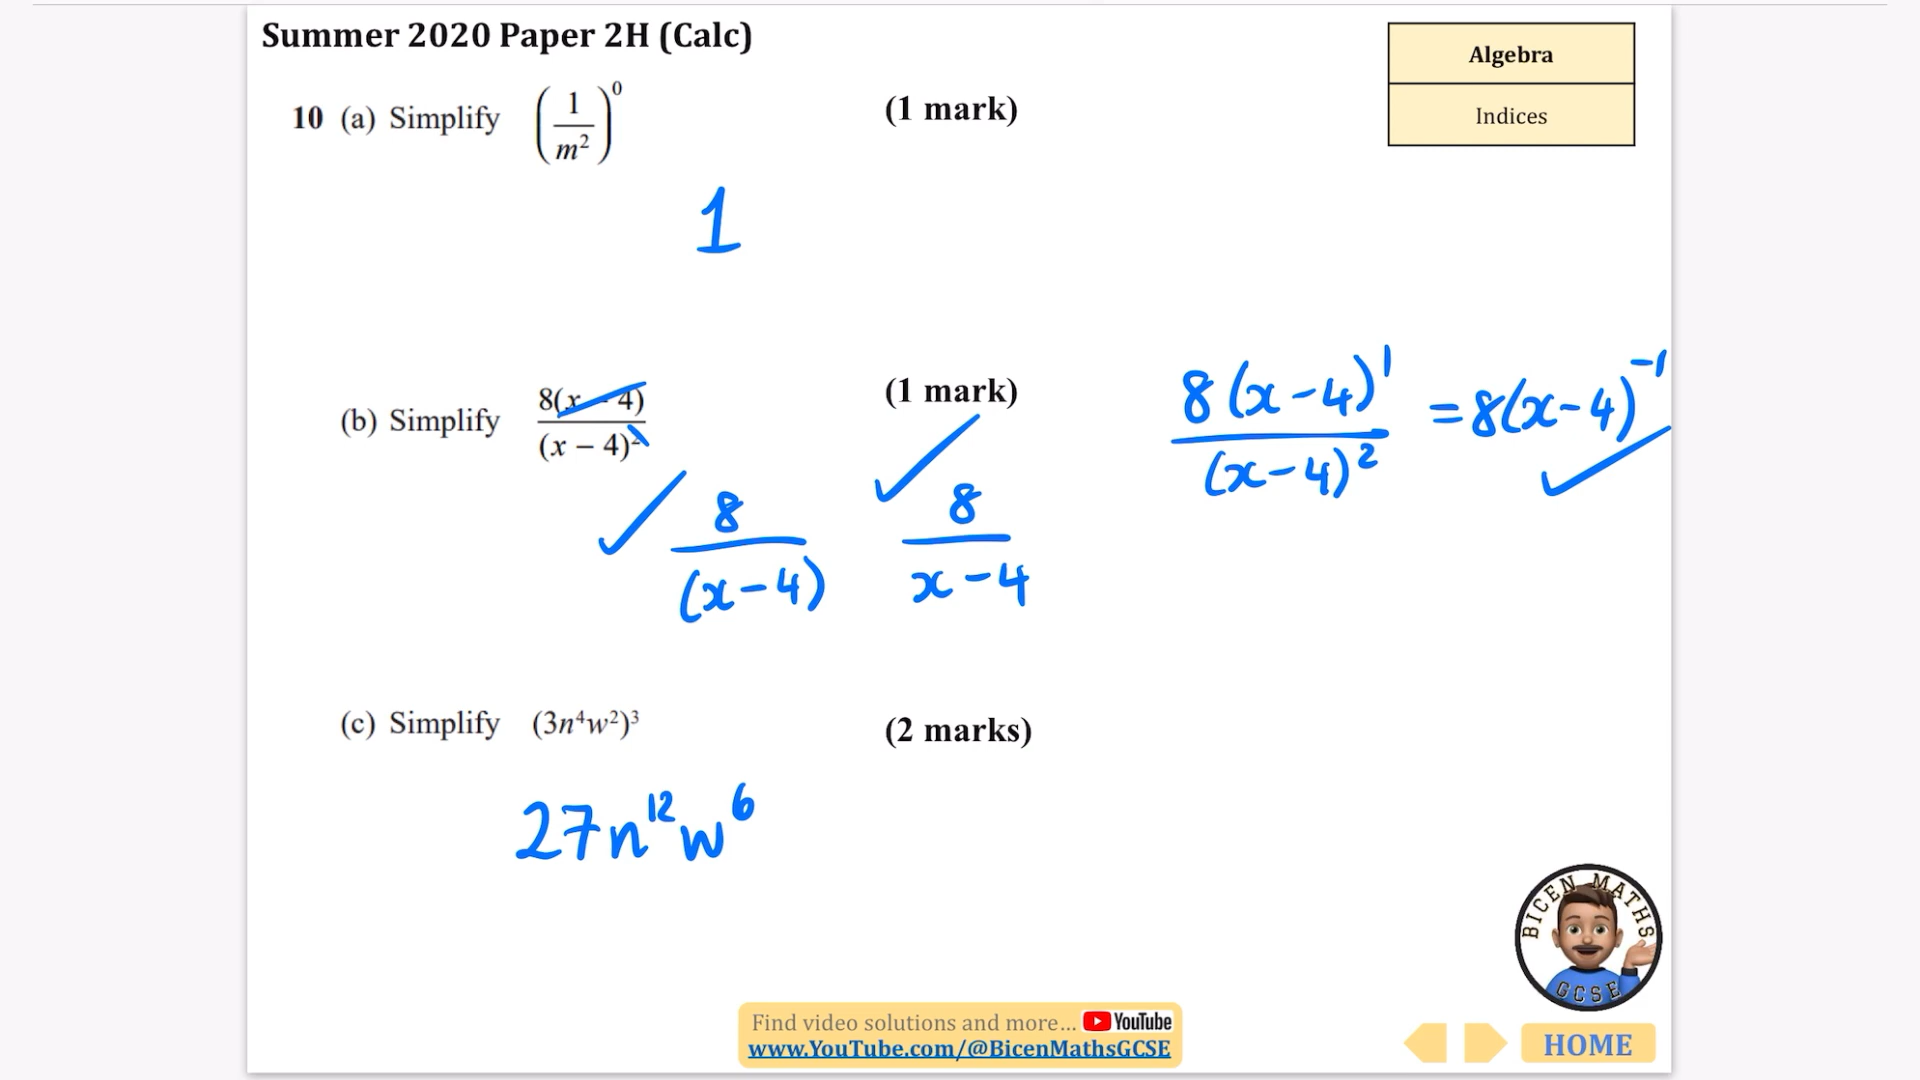 Summer 2020 Paper 2H (Calc)
Algebra
Indices
10 (a) Simplify (1/m²)⁰ (1 mark)
1
(b) Simplify 8(x – 4)/(x – 4)² (1 mark)
8(x-4)¹/(x-4)² = 8(x-4)⁻¹
8/(x-4)
8/x-4
(c) Simplify (3n⁴w²)³ (2 marks)
27n¹²w⁶
BICEN MATHS
GCSE
Find video solutions and more... YouTube
www.YouTube.com/@BicenMathsGCSE
HOME